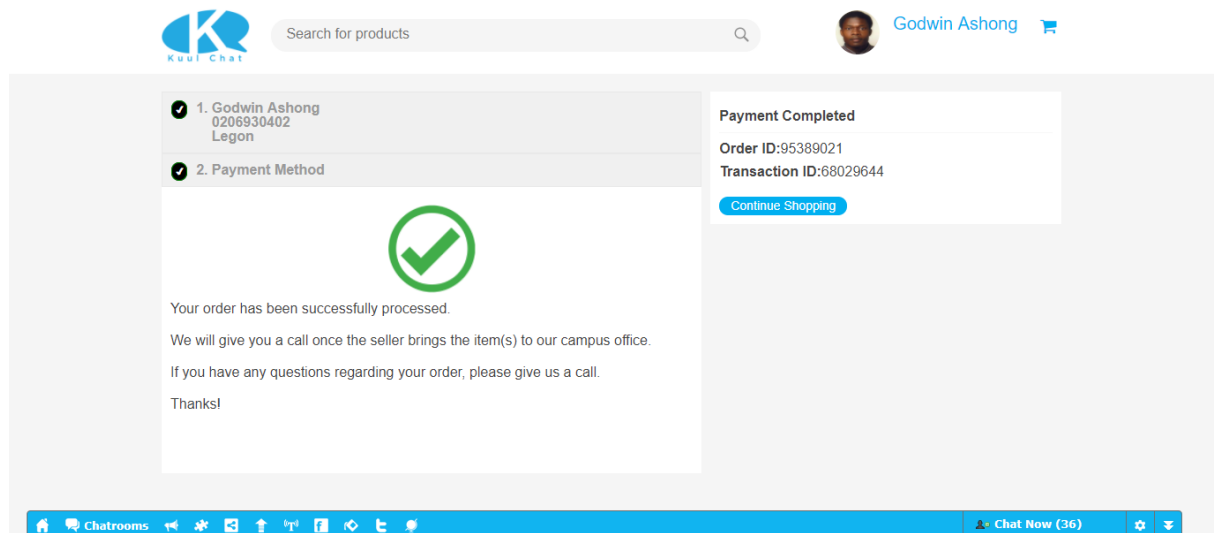 Kuul Chat
Search for products
Godwin Ashong
1. Godwin Ashong
0206930402
Legon
2. Payment Method
Your order has been successfully processed.
We will give you a call once the seller brings the item(s) to our campus office.
If you have any questions regarding your order, please give us a call.
Thanks!
Payment Completed
Order ID:95389021
Transaction ID:68029644
Continue Shopping
Chatrooms
Chat Now (36)